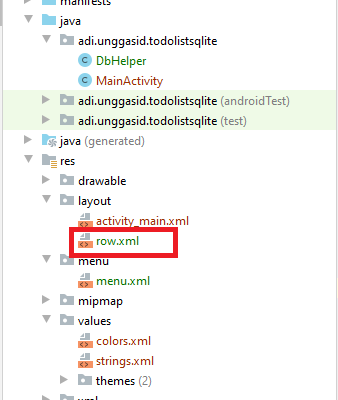 manifests
java
adi.unggasid.todolistsqlite
DbHelper
MainActivity
adi.unggasid.todolistsqlite (androidTest)
adi.unggasid.todolistsqlite (test)
java (generated)
res
drawable
layout
activity_main.xml
row.xml
menu
menu.xml
mipmap
values
colors.xml
strings.xml
themes (2)
xml